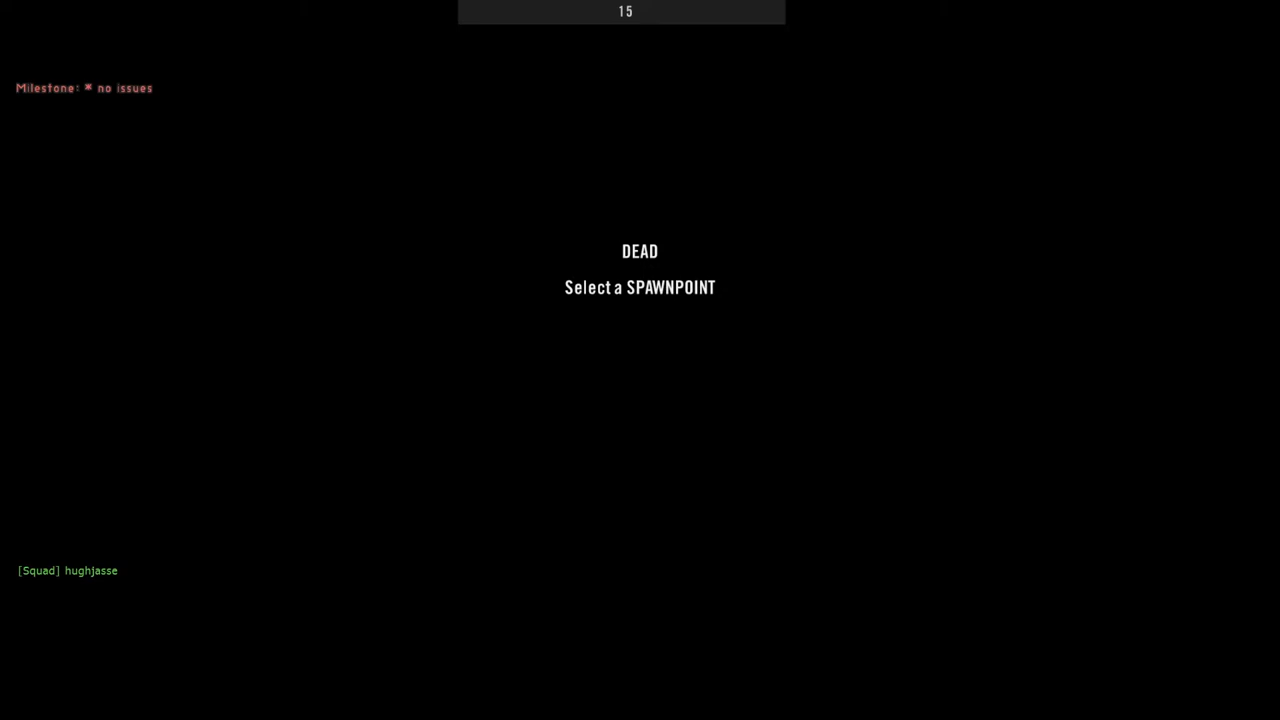 15
Milestone: * no issues
DEAD
Select a SPAWNPOINT
[Squad] hughjasse